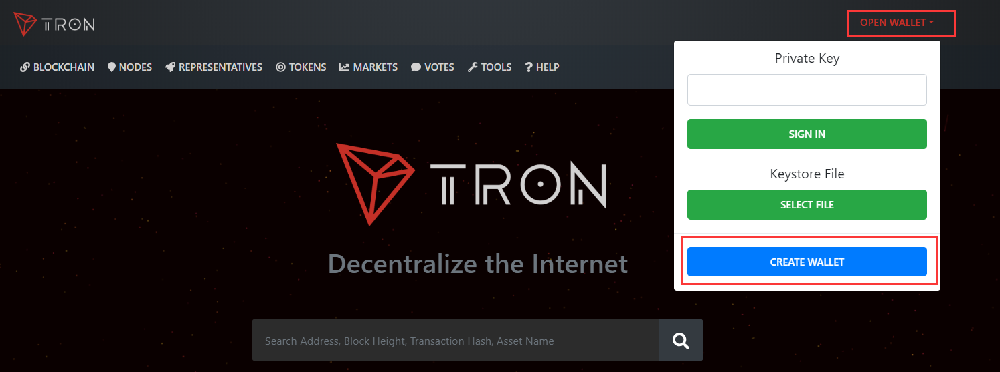 TRON
OPEN WALLET
BLOCKCHAIN NODES REPRESENTATIVES TOKENS MARKETS VOTES TOOLS HELP
Private Key
SIGN IN
Keystore File
SELECT FILE
CREATE WALLET
TRON
Decentralize the Internet
Search Address, Block Height, Transaction Hash, Asset Name